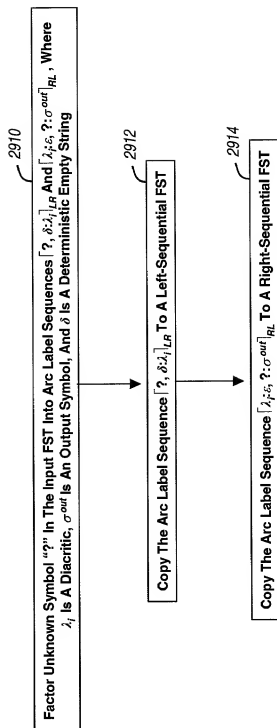 2910
Factor Unknown Symbol "?" In The Input FST Into Arc Label Sequences ⌈?, δ:λᵢ⌉LR And ⌈λᵢ:ε, ?:σᵒᵘᵗ⌉RL, Where
λᵢ Is A Diacritic, σᵒᵘᵗ Is An Output Symbol, And δ Is A Deterministic Empty String
2912
Copy The Arc Label Sequence ⌈?, δ:λᵢ⌉LR To A Left-Sequential FST
2914
Copy The Arc Label Sequence ⌈λᵢ:ε, ?:σᵒᵘᵗ⌉RL To A Right-Sequential FST